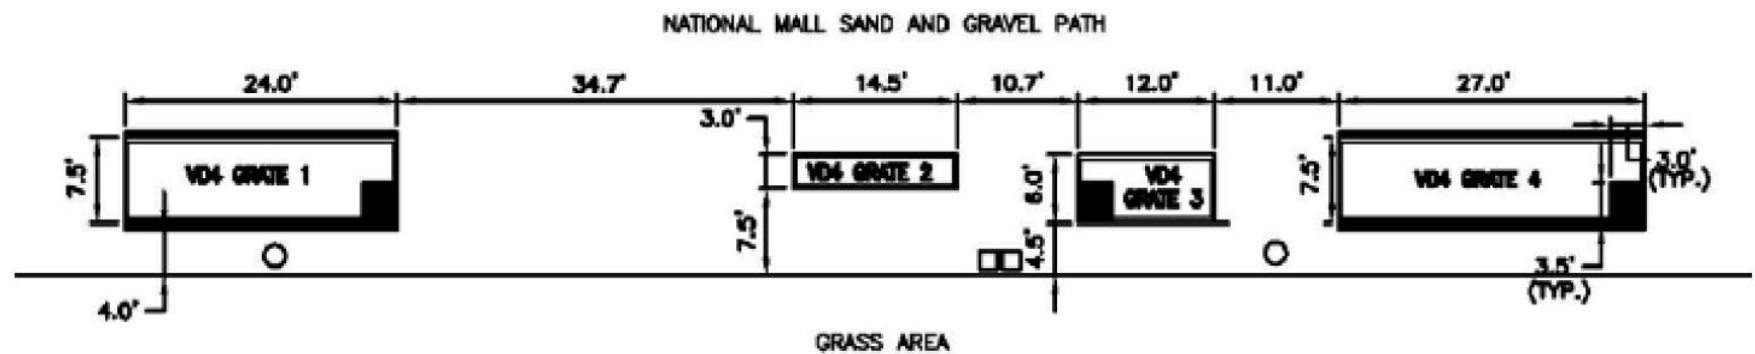 NATIONAL MALL SAND AND GRAVEL PATH
24.0' 34.7' 14.5' 10.7' 12.0' 11.0' 27.0'
3.0'
7.5' VD4 GRATE 1
VD4 GRATE 2
6.0' VD4
GRATE 3
7.5' VD4 GRATE 4
3.0'
(TYP.)
7.5'
4.5'
3.5'
(TYP.)
4.0'
GRASS AREA